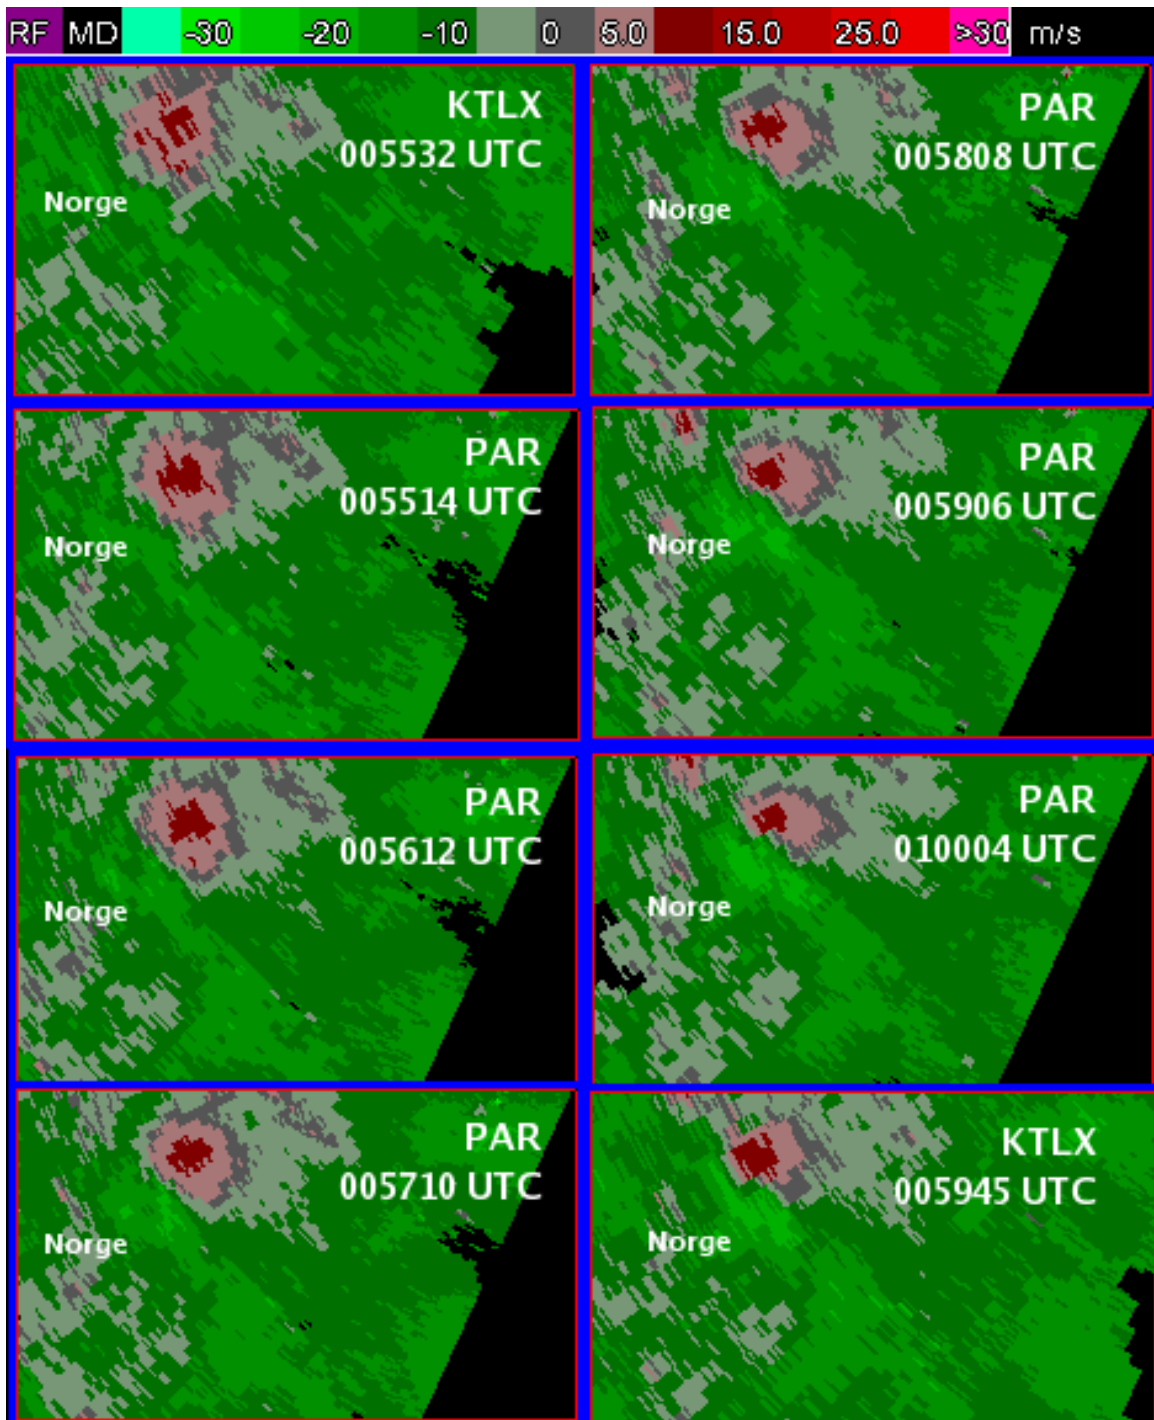 RF MD -30 -20 -10 0 5.0 15.0 25.0 >30 m/s
KTLX
005532 UTC
Norge
PAR
005808 UTC
Norge
PAR
005514 UTC
Norge
PAR
005906 UTC
Norge
PAR
005612 UTC
Norge
PAR
010004 UTC
Norge
PAR
005710 UTC
Norge
KTLX
005945 UTC
Norge